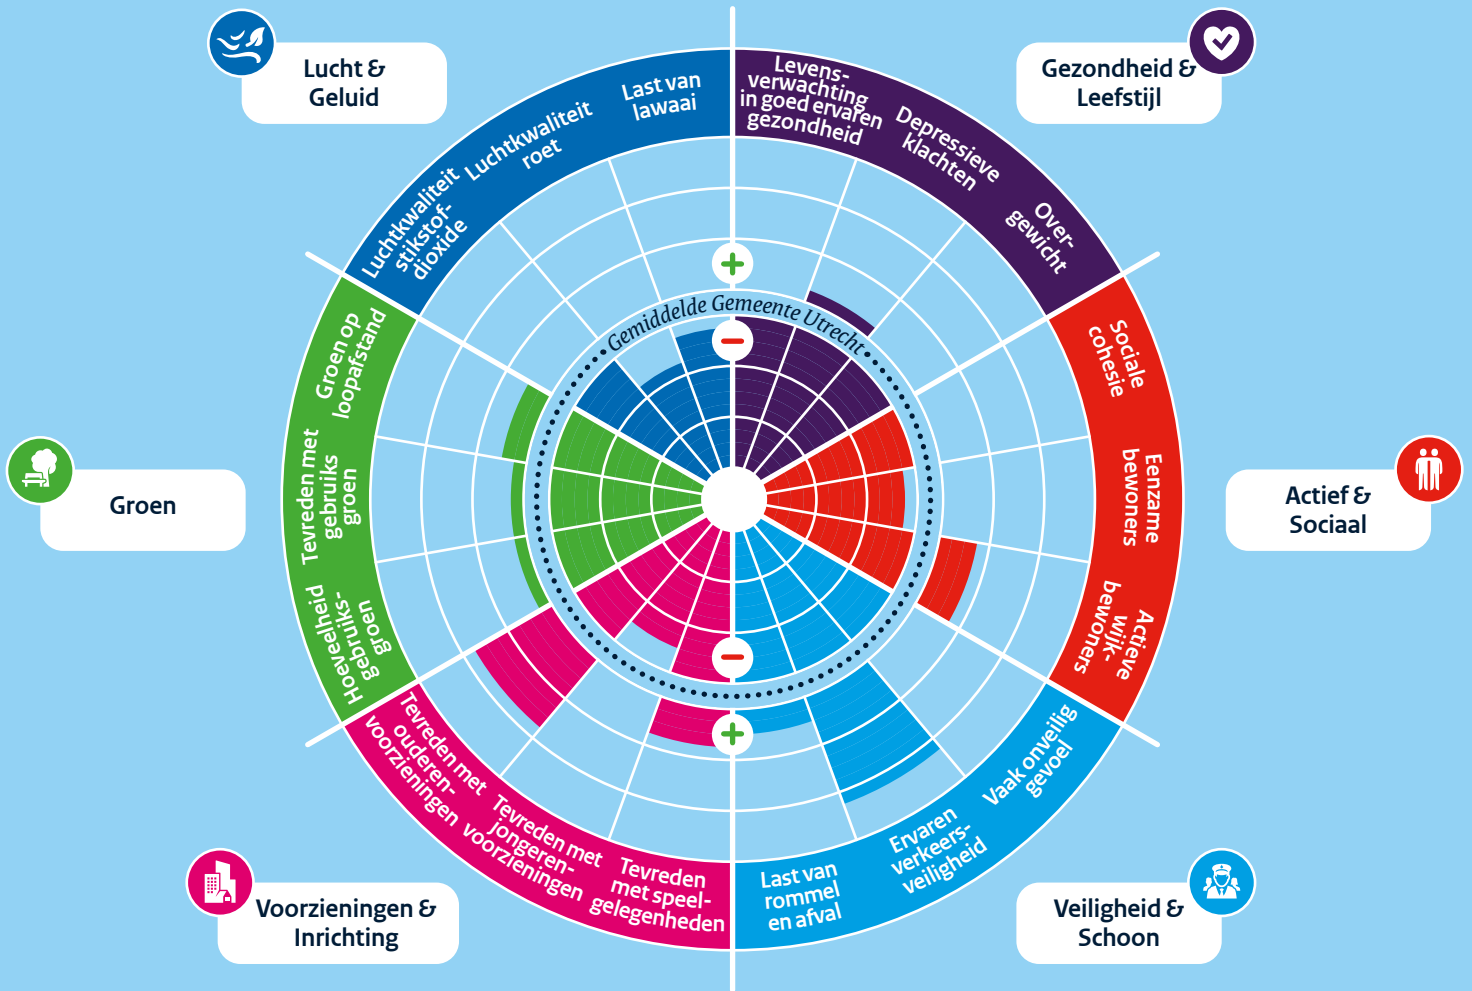 Lucht &
Geluid
Gezondheid &
Leefstijl
Last van
lawaai
Luchtkwaliteit
roet
Luchtkwaliteit
stikstof-
dioxide
Levens-
verwachting
in goed ervaren
gezondheid
Depressieve
klachten
Over-
gewicht
+
Gemiddelde Gemeente Utrecht
−
Groen op
loopafstand
Tevreden met
gebruiks
groen
Hoeveelheid
gebruiks-
groen
Sociale
cohesie
Eenzame
bewoners
Actieve
wijk-
bewoners
Groen
Actief &
Sociaal
−
+
Tevreden met
ouderen-
voorzieningen
Tevreden met
jongeren-
voorzieningen
Tevreden
met speel-
gelegenheden
Last van
rommel
en afval
Ervaren
verkeers-
veiligheid
Vaak onveilig
gevoel
Voorzieningen &
Inrichting
Veiligheid &
Schoon